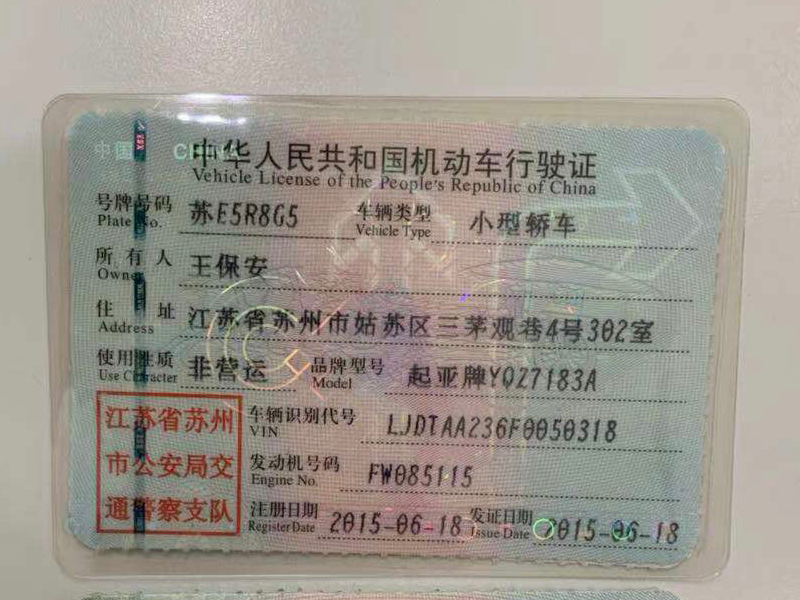 中国 CHINA
中华人民共和国机动车行驶证
Vehicle License of the People's Republic of China
号牌号码 苏E5R8G5 车辆类型 小型轿车
Plate No. Vehicle Type
所有人 王保安
Owner
住址 江苏省苏州市姑苏区三茅观巷4号302室
Address
使用性质 非营运 品牌型号 起亚牌YQZ7183A
Use Character Model
江苏省苏州 车辆识别代号 LJDTAA236F0050318
VIN
市公安局交 发动机号码 FW085115
Engine No.
通警察支队 注册日期 2015-06-18 发证日期 2015-06-18
Register Date Issue Date